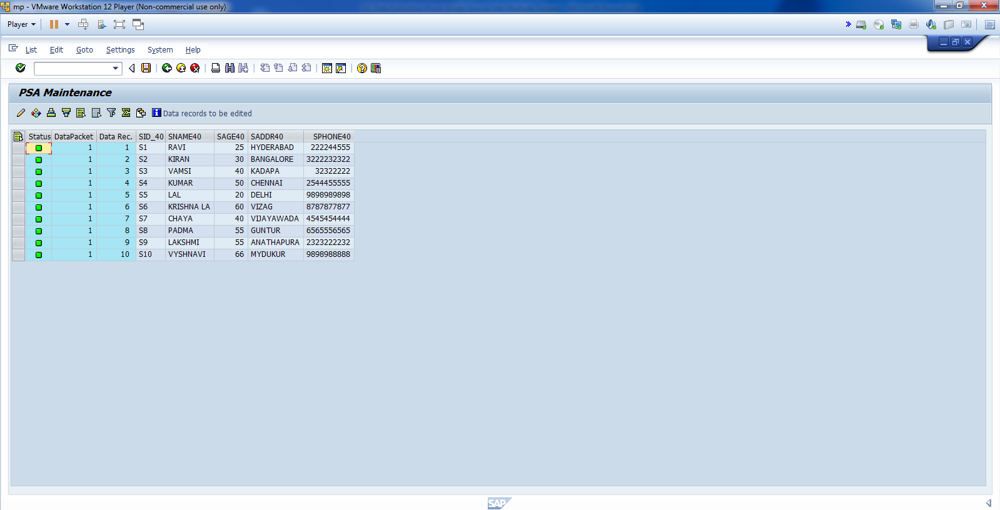 mp - VMware Workstation 12 Player (Non-commercial use only)
Player
List Edit Goto Settings System Help
PSA Maintenance
Data records to be edited
Status DataPacket Data Rec. SID_40 SNAME40 SAGE40 SADDR40 SPHONE40
1 1 S1 RAVI 25 HYDERABAD 222244555
1 2 S2 KIRAN 30 BANGALORE 3222232322
1 3 S3 VAMSI 40 KADAPA 32322222
1 4 S4 KUMAR 50 CHENNAI 2544455555
1 5 S5 LAL 20 DELHI 9898989898
1 6 S6 KRISHNA LA 60 VIZAG 8787877877
1 7 S7 CHAYA 40 VIJAYAWADA 4545454444
1 8 S8 PADMA 55 GUNTUR 6565556565
1 9 S9 LAKSHMI 55 ANATHAPURA 2323222232
1 10 S10 VYSHNAVI 66 MYDUKUR 9898988888
SAP